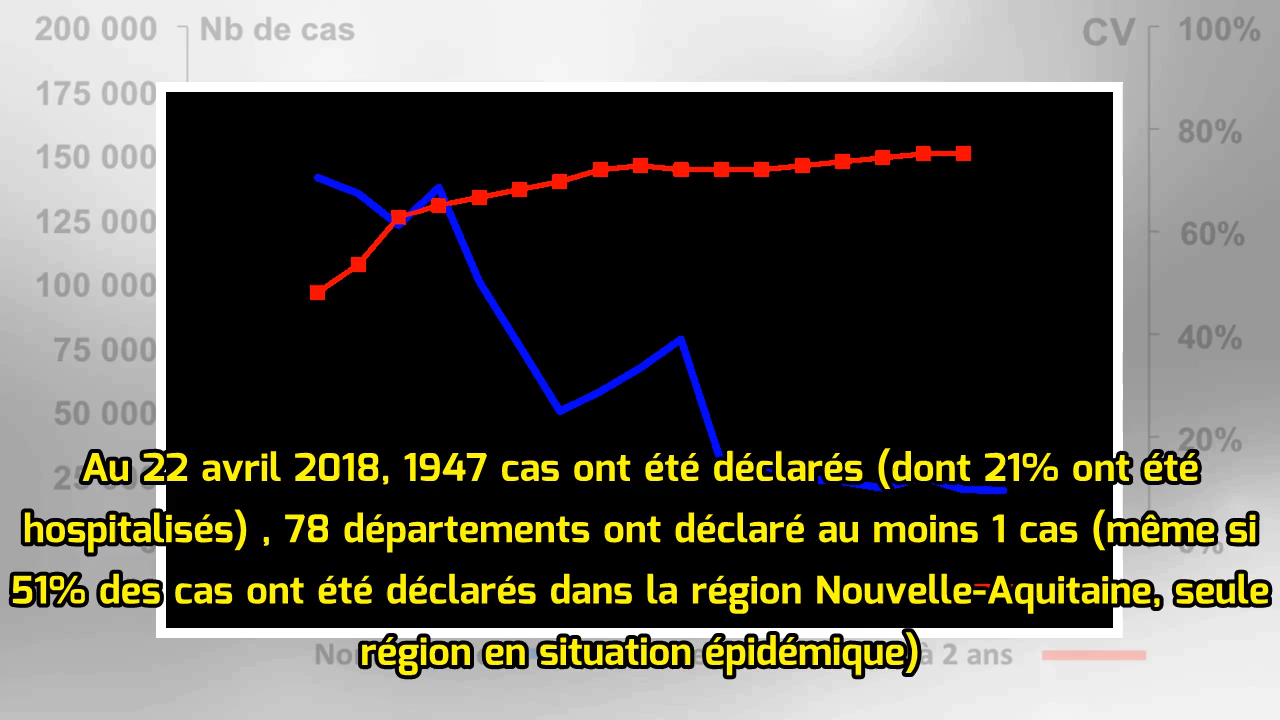 200 000
Nb de cas
CV
100%
175 000
150 000
80%
125 000
60%
100 000
75 000
40%
50 000
20%
Au 22 avril 2018, 1947 cas ont été déclarés (dont 21% ont été
hospitalisés) , 78 départements ont déclaré au moins 1 cas (même si
51% des cas ont été déclarés dans la région Nouvelle-Aquitaine, seule
région en situation épidémique)
à 2 ans